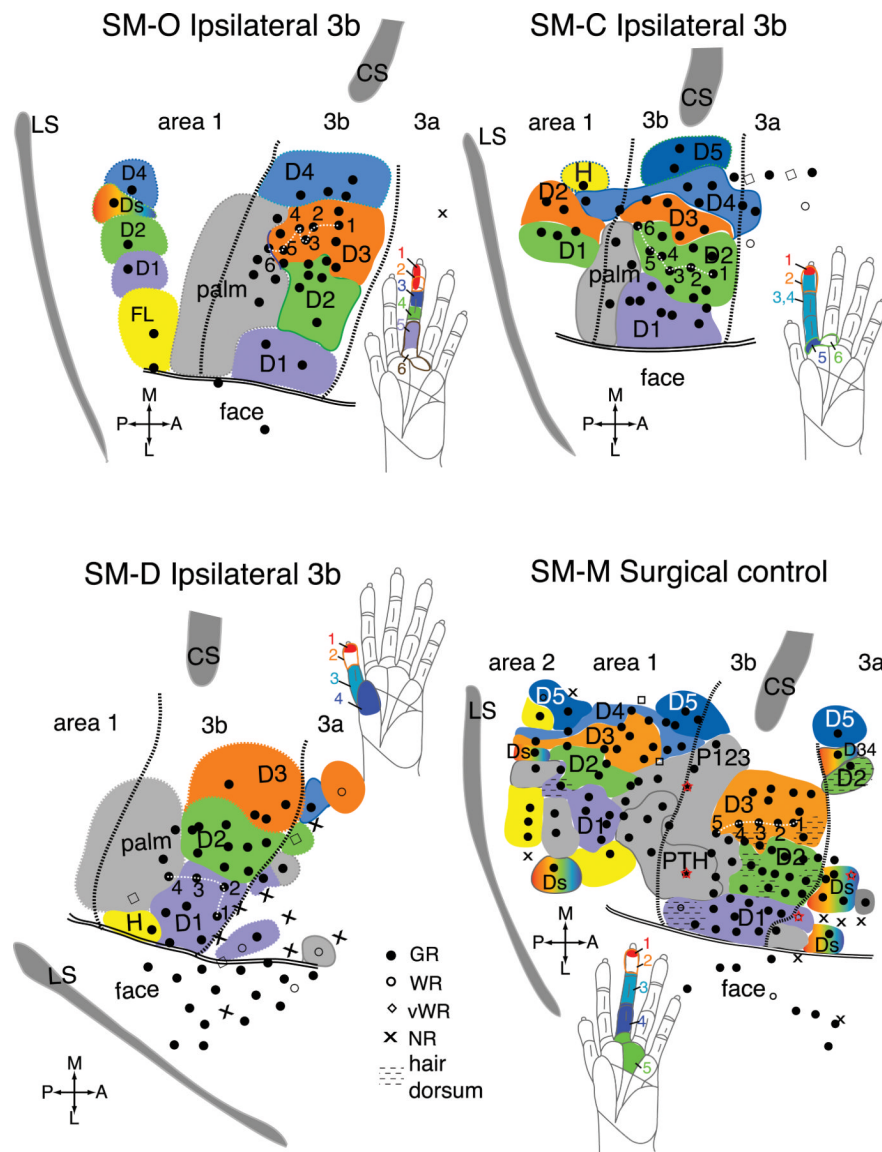 SM-O Ipsilateral 3b
CS
LS
area 1
3b
3a
D4
D4
Ds
D2
D1
FL
palm
4 2
1
5 3
6
D3
D2
D1
face
M
P A
L
1
2
3
4
5
6
SM-C Ipsilateral 3b
CS
LS
area 1
3b
3a
D5
H
D2
D4
D3
D1
6
5 4
3 2 1
D2
palm
D1
face
M
P A
L
1
2
3,4
5 6
SM-D Ipsilateral 3b
CS
area 1
3b
3a
D3
D2
palm
4 3 2
1
D1
H
face
LS
M
P A
L
1
2
3
4
GR
WR
vWR
NR
hair
dorsum
SM-M Surgical control
CS
LS
area 2
area 1
3b
3a
D5
D5
D5
D4
D3
P123
D34
Ds
D2
D2
D3
5 4 3 2 1
D1
PTH
D2
Ds
Ds
D1
Ds
face
M
P A
L
1
2
3
4
5